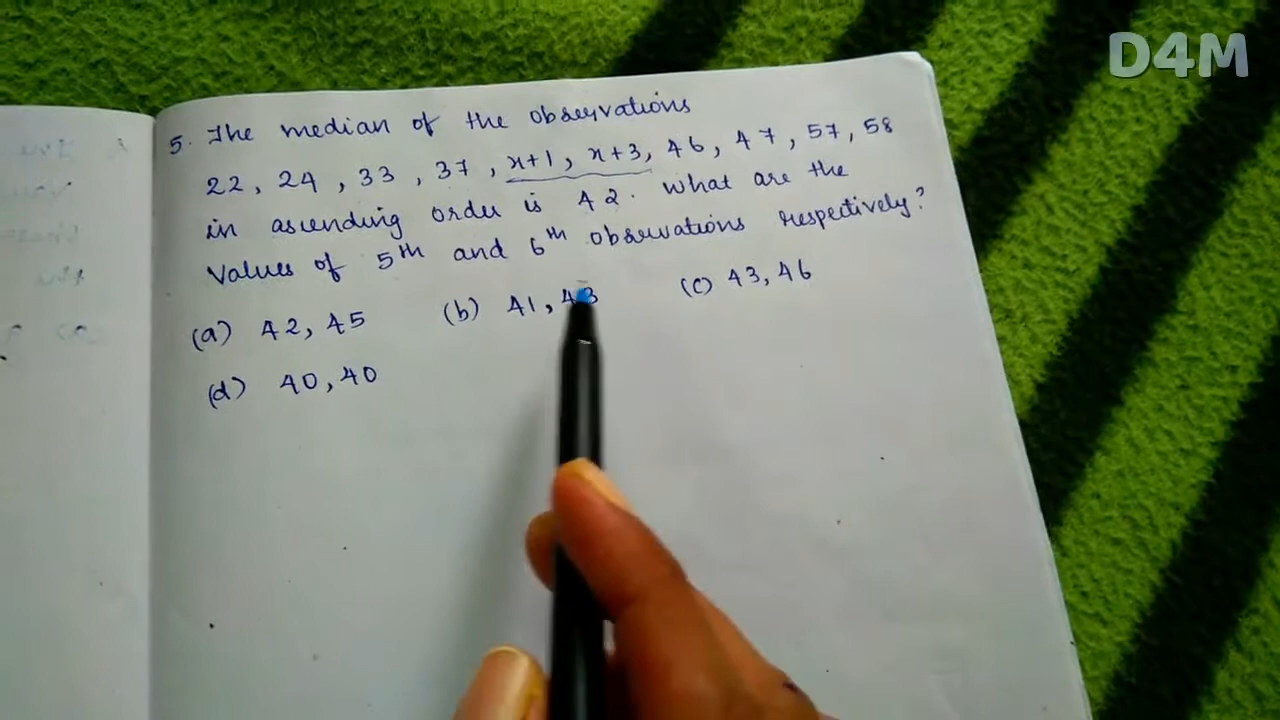 D4M
5. The median of the observations
22, 24, 33, 37, x+1, x+3, 46, 47, 57, 58
in ascending order is 42. What are the
values of 5th and 6th observations respectively?
(a) 42, 45 (b) 41, 43 (c) 43, 46
(d) 40, 40